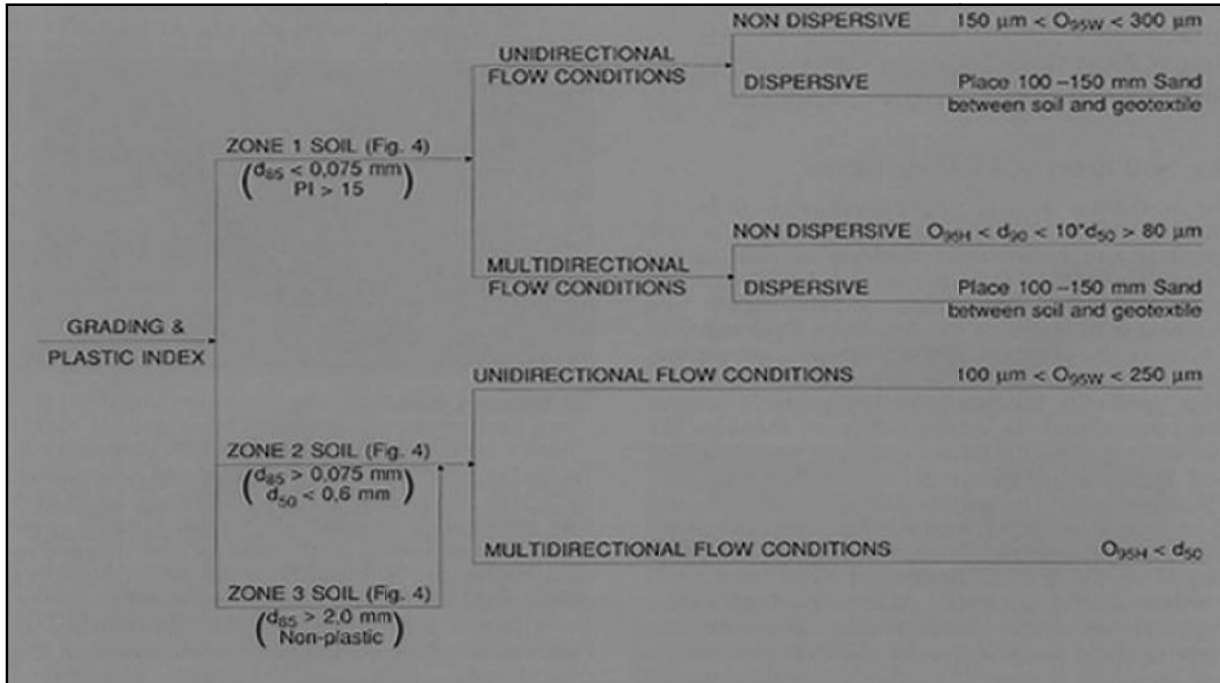 NON DISPERSIVE 150 μm < O95W < 300 μm
UNIDIRECTIONAL
FLOW CONDITIONS
DISPERSIVE Place 100 –150 mm Sand
between soil and geotextile
ZONE 1 SOIL (Fig. 4)
(d85 < 0,075 mm
PI > 15)
NON DISPERSIVE O95H < d90 < 10*d50 > 80 μm
MULTIDIRECTIONAL
FLOW CONDITIONS
DISPERSIVE Place 100 –150 mm Sand
between soil and geotextile
GRADING &
PLASTIC INDEX
UNIDIRECTIONAL FLOW CONDITIONS 100 μm < O95W < 250 μm
ZONE 2 SOIL (Fig. 4)
(d85 > 0,075 mm
d50 < 0,6 mm)
MULTIDIRECTIONAL FLOW CONDITIONS O95H < d50
ZONE 3 SOIL (Fig. 4)
(d85 > 2,0 mm
Non-plastic)